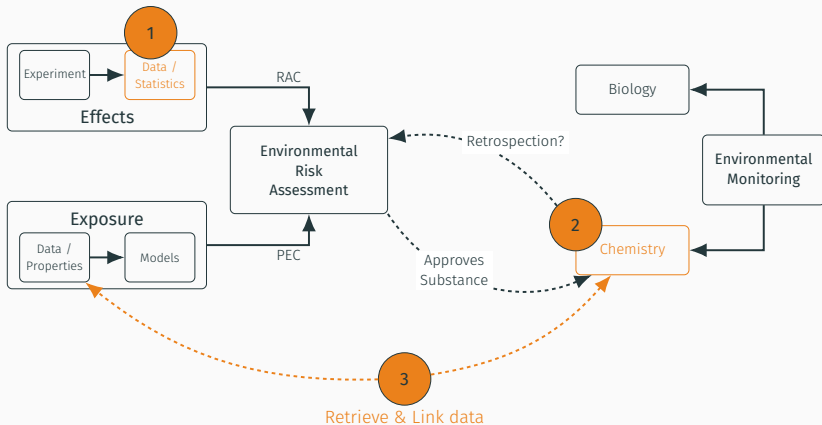 1
Experiment
Data /
Statistics
Effects
RAC
Biology
Environmental
Risk
Assessment
Retrospection?
Environmental
Monitoring
Exposure
Data /
Properties
Models
PEC
2
Chemistry
Approves
Substance
3
Retrieve & Link data